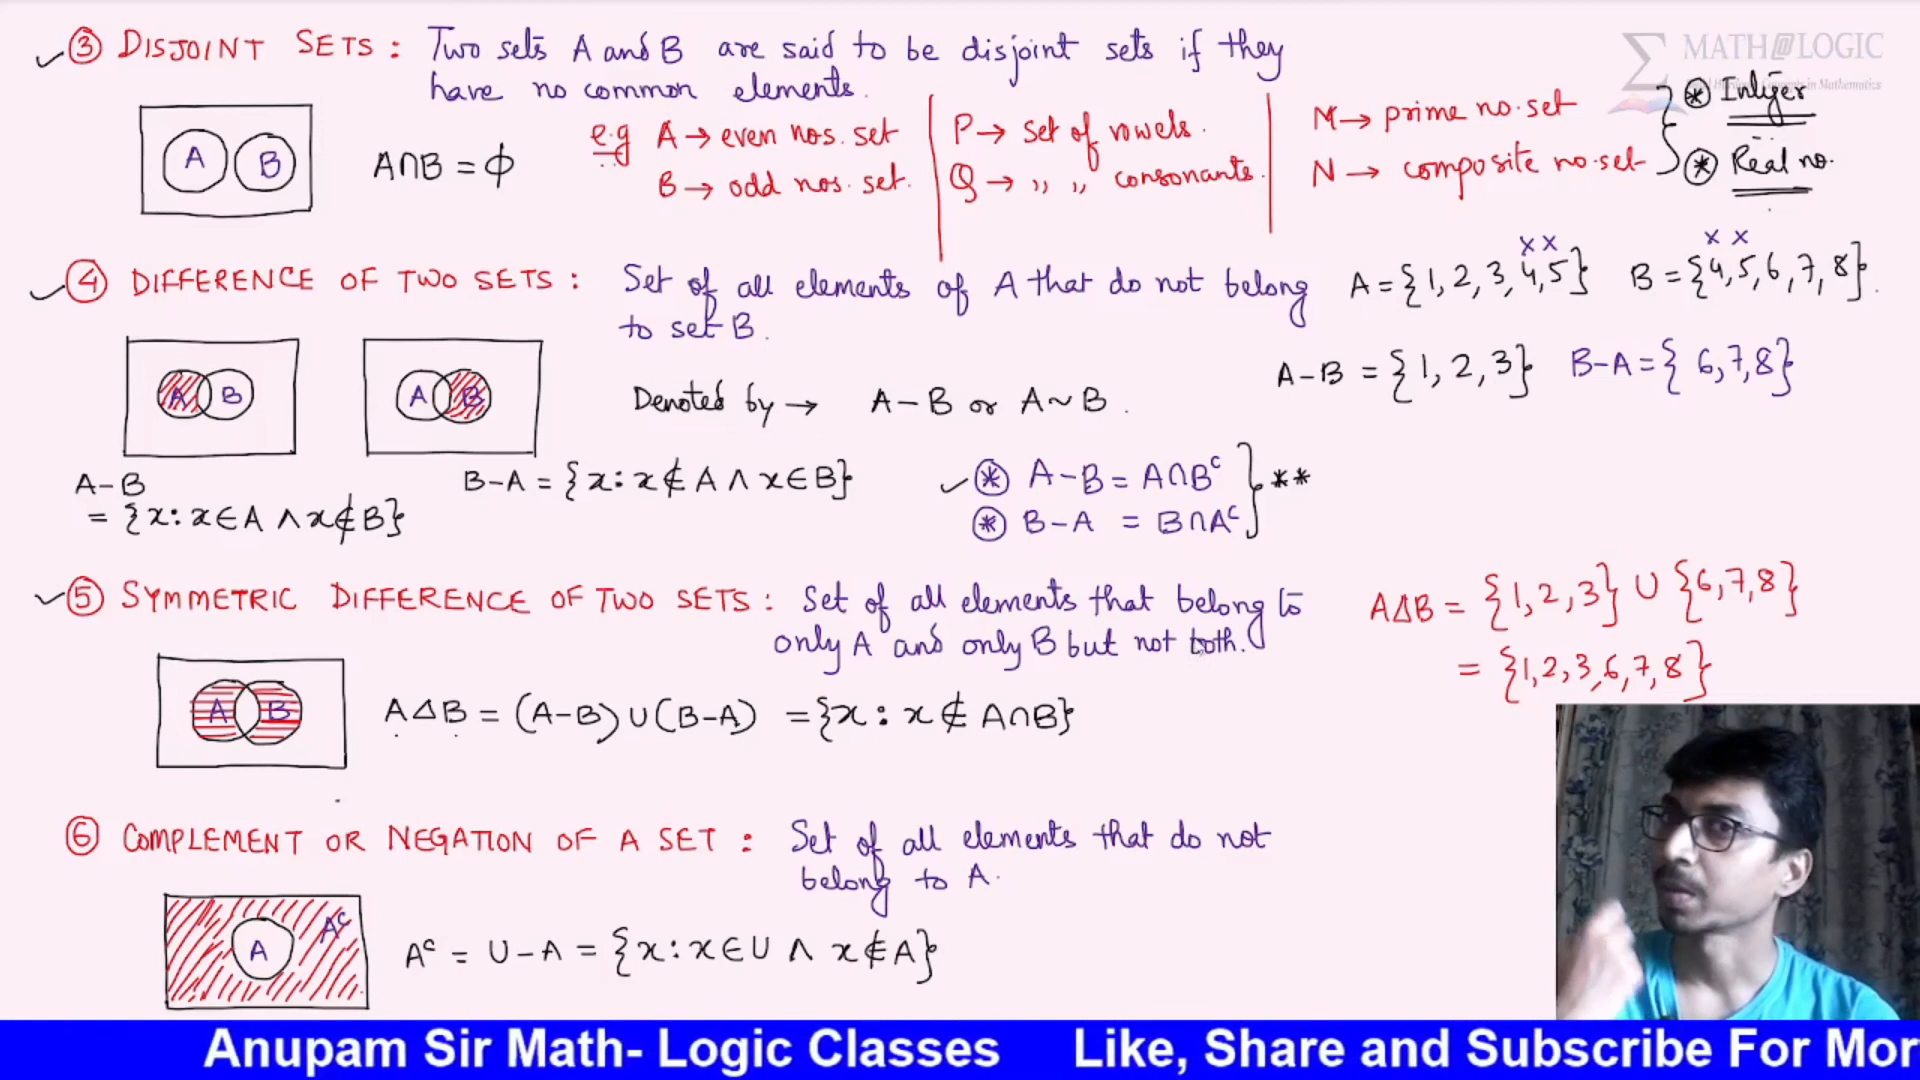 ③ DISJOINT SETS : Two sets A and B are said to be disjoint sets if they
have no common elements.
MATH@LOGIC
in Mathematics
A B
A∩B = ϕ
e.g A → even nos. set
B → odd nos. set.
P → set of vowels.
Q → ,, ,, consonants.
M → prime no. set
N → composite no. set
* Integer
* Real no.
④ DIFFERENCE OF TWO SETS : Set of all elements of A that do not belong
to set B.
x x
x x
A = {1, 2, 3, 4, 5} B = {4, 5, 6, 7, 8}.
A B
A B
Denoted by → A – B or A ~ B.
A – B = {1, 2, 3} B – A = {6, 7, 8}
A – B
= {x : x ∈ A ∧ x ∉ B}
B – A = {x : x ∉ A ∧ x ∈ B}
* A – B = A∩Bᶜ
* B – A = B∩Aᶜ
**
⑤ SYMMETRIC DIFFERENCE OF TWO SETS : Set of all elements that belong to
only A and only B but not both.
A Δ B = {1, 2, 3} ∪ {6, 7, 8}
= {1, 2, 3, 6, 7, 8}
A B
A Δ B = (A – B) ∪ (B – A) = {x : x ∉ A∩B}
⑥ COMPLEMENT OR NEGATION OF A SET : Set of all elements that do not
belong to A.
A Aᶜ
Aᶜ = U – A = {x : x ∈ U ∧ x ∉ A}
Anupam Sir Math- Logic Classes Like, Share and Subscribe For Mor